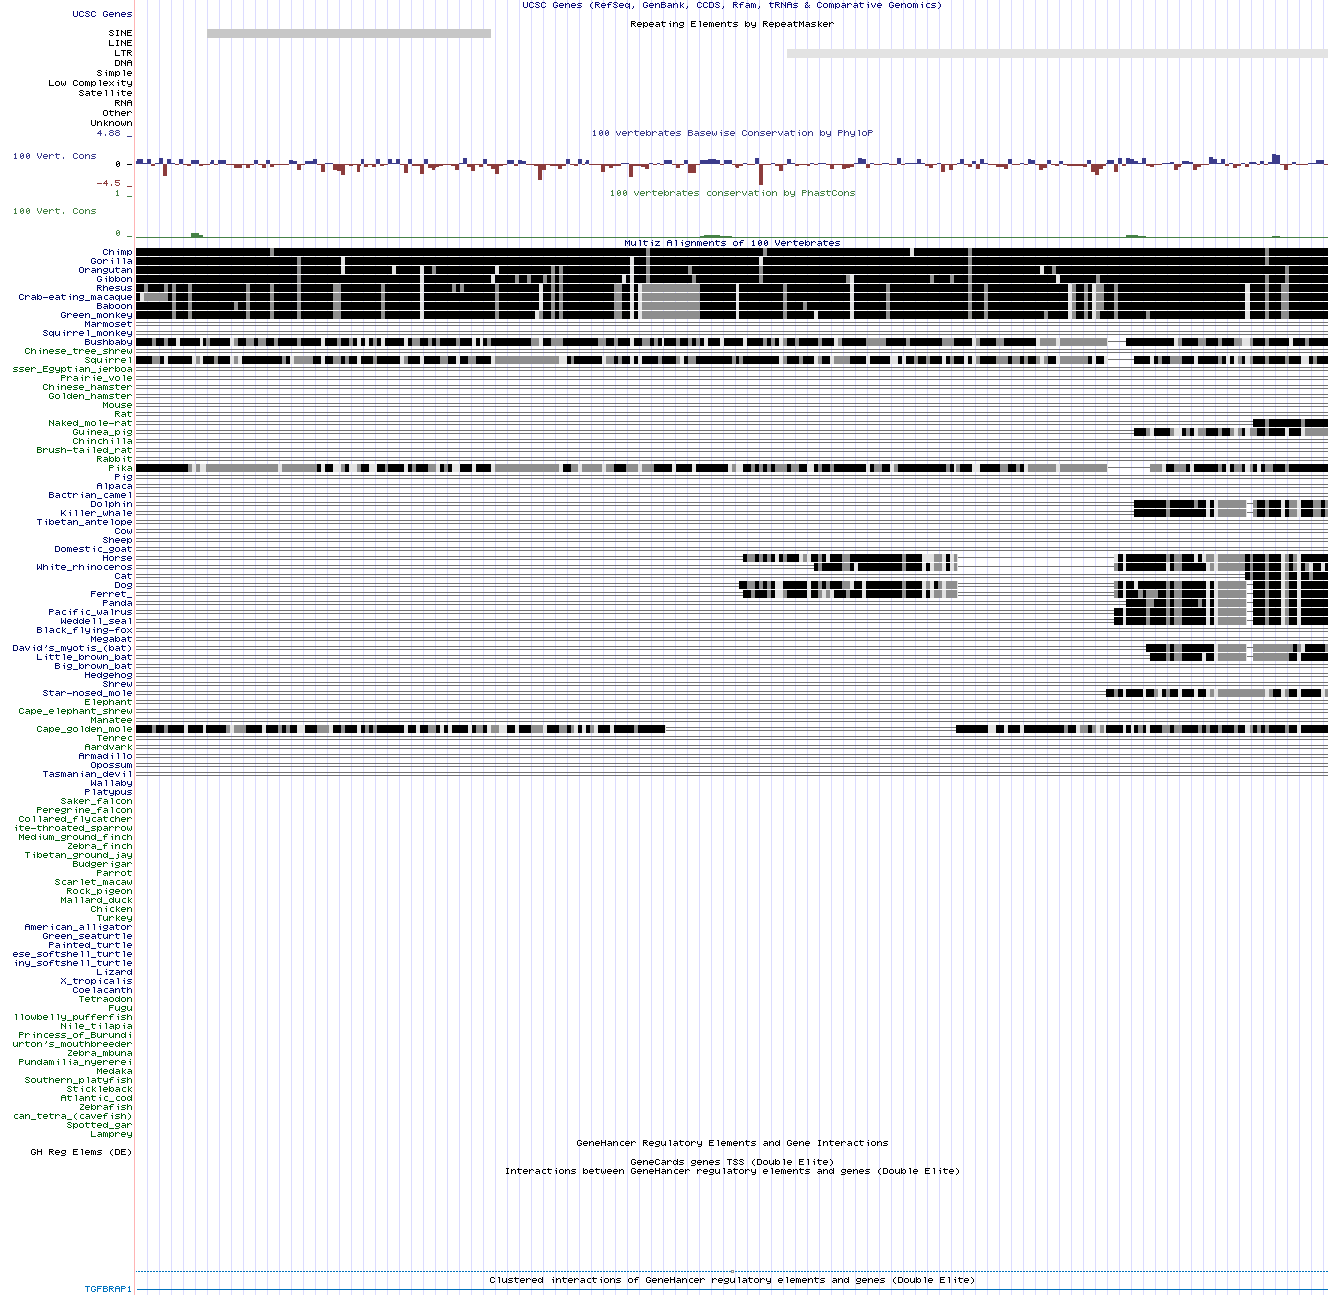 UCSC Genes (RefSeq, GenBank, CCDS, Rfam, tRNAs & Comparative Genomics)
UCSC Genes
Repeating Elements by RepeatMasker
SINE
LINE
LTR
DNA
Simple
Low Complexity
Satellite
RNA
Other
Unknown
4.88 _
100 vertebrates Basewise Conservation by PhyloP
100 Vert. Cons
0 _
-4.5 _
100 vertebrates conservation by PhastCons
1 _
100 Vert. Cons
0 _
Multiz Alignments of 100 Vertebrates
Chimp
Gorilla
Orangutan
Gibbon
Rhesus
Crab-eating_macaque
Baboon
Green_monkey
Marmoset
Squirrel_monkey
Bushbaby
Chinese_tree_shrew
Squirrel
sser_Egyptian_jerboa
Prairie_vole
Chinese_hamster
Golden_hamster
Mouse
Rat
Naked_mole-rat
Guinea_pig
Chinchilla
Brush-tailed_rat
Rabbit
Pika
Pig
Alpaca
Bactrian_camel
Dolphin
Killer_whale
Tibetan_antelope
Cow
Sheep
Domestic_goat
Horse
White_rhinoceros
Cat
Dog
Ferret_
Panda
Pacific_walrus
Weddell_seal
Black_flying-fox
Megabat
David's_myotis_(bat)
Little_brown_bat
Big_brown_bat
Hedgehog
Shrew
Star-nosed_mole
Elephant
Cape_elephant_shrew
Manatee
Cape_golden_mole
Tenrec
Aardvark
Armadillo
Opossum
Tasmanian_devil
Wallaby
Platypus
Saker_falcon
Peregrine_falcon
Collared_flycatcher
ite-throated_sparrow
Medium_ground_finch
Zebra_finch
Tibetan_ground_jay
Budgerigar
Parrot
Scarlet_macaw
Rock_pigeon
Mallard_duck
Chicken
Turkey
American_alligator
Green_seaturtle
Painted_turtle
ese_softshell_turtle
iny_softshell_turtle
Lizard
X_tropicalis
Coelacanth
Tetraodon
Fugu
llowbelly_pufferfish
Nile_tilapia
Princess_of_Burundi
urton's_mouthbreeder
Zebra_mbuna
Pundamilia_nyererei
Medaka
Southern_platyfish
Stickleback
Atlantic_cod
Zebrafish
can_tetra_(cavefish)
Spotted_gar
Lamprey
GeneHancer Regulatory Elements and Gene Interactions
GH Reg Elems (DE)
GeneCards genes TSS (Double Elite)
Interactions between GeneHancer regulatory elements and genes (Double Elite)
Clustered interactions of GeneHancer regulatory elements and genes (Double Elite)
TGFBRAP1